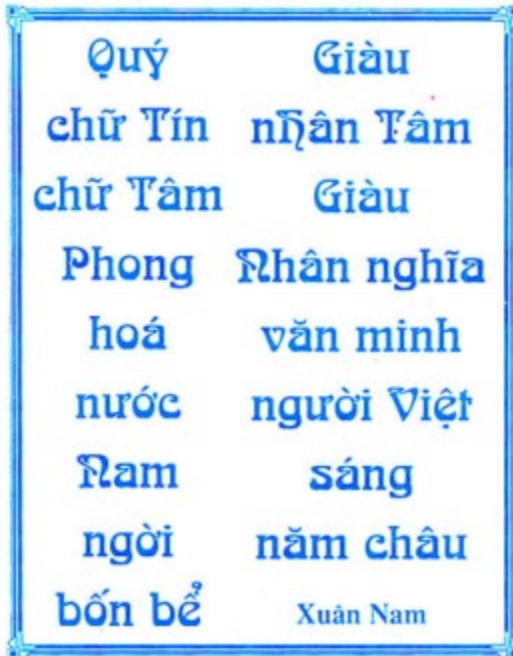 Quý
chữ Tín
chữ Tâm
Phong
hoá
nước
Nam
ngời
bốn bể
Giàu
nhân Tâm
Giàu
Nhân nghĩa
văn minh
người Việt
sáng
năm châu
Xuân Nam